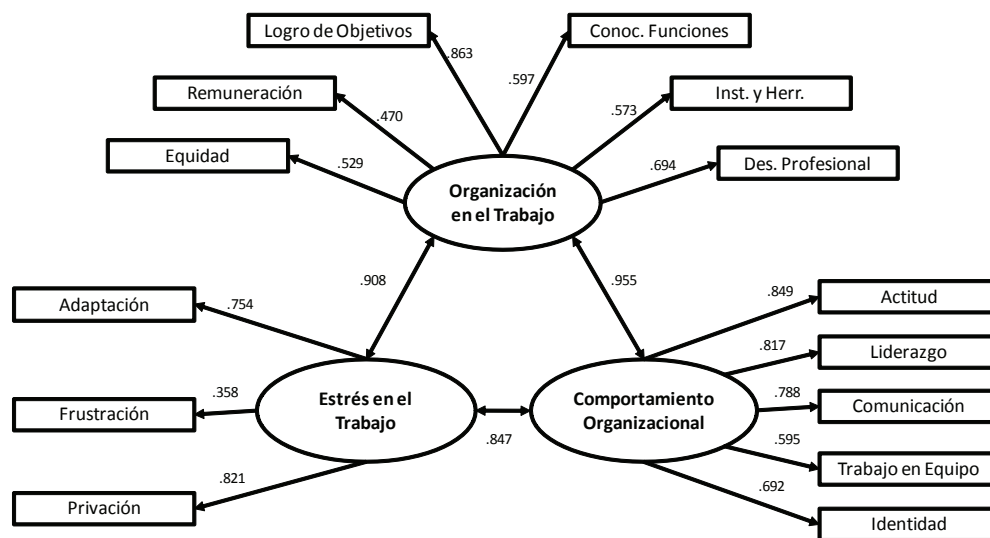 Logro de Objetivos
Conoc. Funciones
.863
.597
Remuneración
Inst. y Herr.
.470
.573
Equidad
.529
.694
Des. Profesional
Organización
en el Trabajo
.908
.955
Adaptación
.754
.849
Actitud
.817
Liderazgo
Frustración
.358
Estrés en el
Trabajo
Comportamiento
Organizacional
.788
Comunicación
.847
.595
Trabajo en Equipo
.821
.692
Privación
Identidad